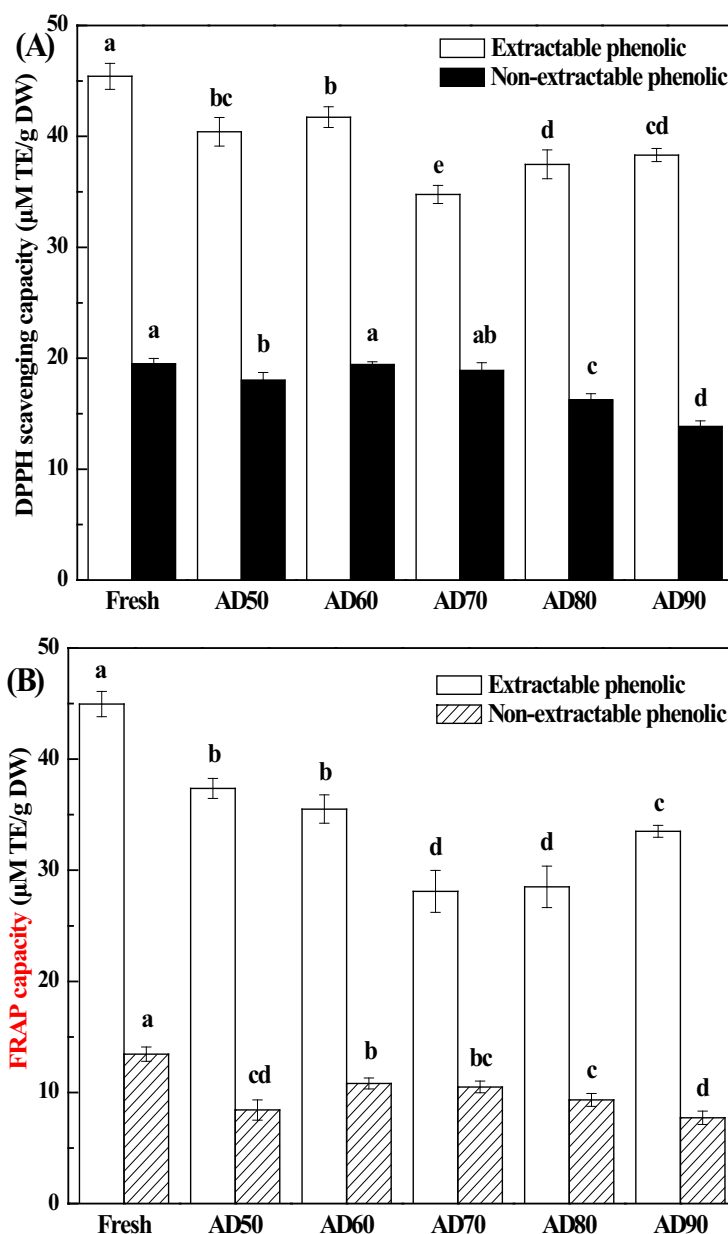 (A)
50
40
30
20
10
0
DPPH scavenging capacity (µM TE/g DW)
Extractable phenolic
Non-extractable phenolic
a
bc
b
e
d
cd
a
b
a
ab
c
d
Fresh AD50 AD60 AD70 AD80 AD90
(B)
50
40
30
20
10
0
FRAP capacity (µM TE/g DW)
Extractable phenolic
Non-extractable phenolic
a
b
b
d
d
c
a
cd
b
bc
c
d
Fresh AD50 AD60 AD70 AD80 AD90